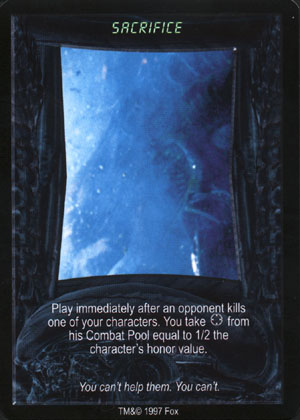 SACRIFICE
Play immediately after an opponent kills
one of your characters. You take from
his Combat Pool equal to 1/2 the
character's honor value.
You can't help them. You can't.
TM&© 1997 Fox